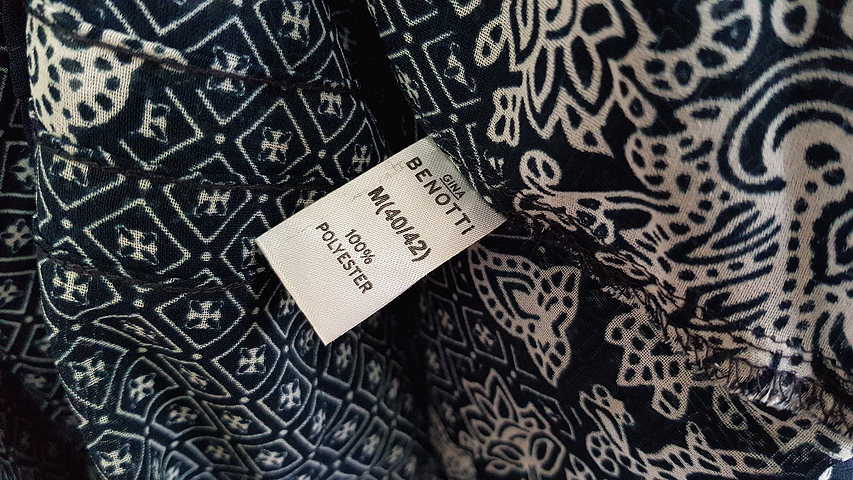 GINA
BENOTTI
M(40/42)
100%
POLYESTER